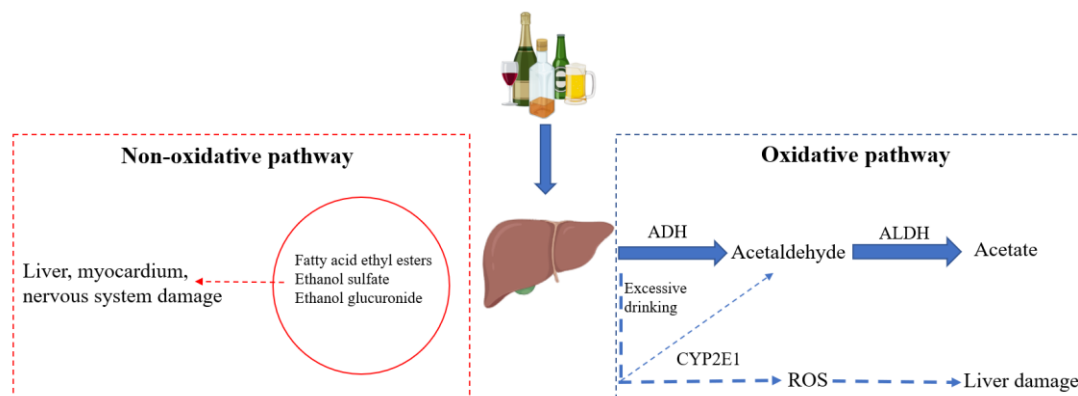 Non-oxidative pathway
Fatty acid ethyl esters
Ethanol sulfate
Ethanol glucuronide
Liver, myocardium,
nervous system damage
Oxidative pathway
ADH
Acetaldehyde
ALDH
Acetate
Excessive
drinking
CYP2E1
ROS
Liver damage